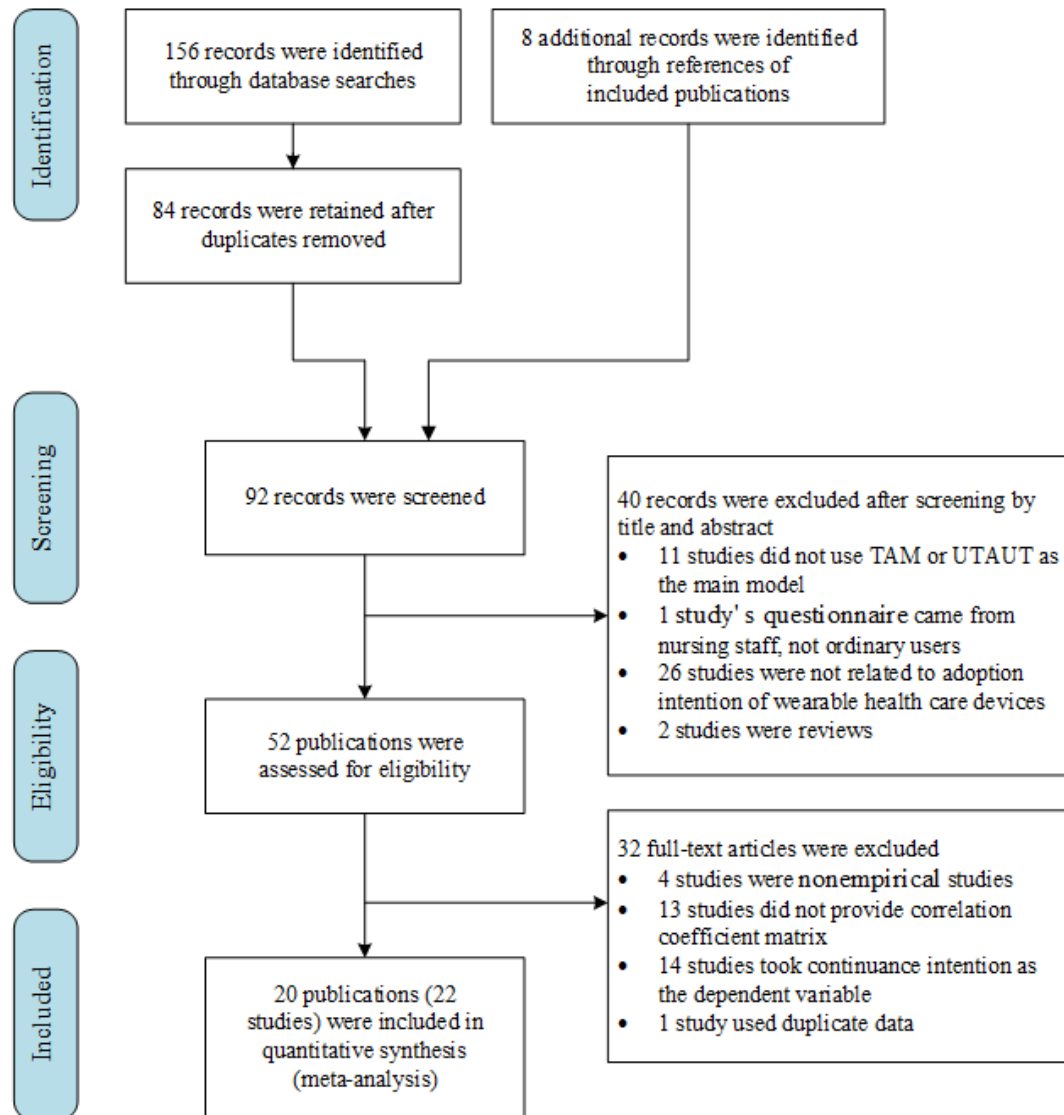 Identification
156 records were identified
through database searches
8 additional records were identified
through references of
included publications
84 records were retained after
duplicates removed
Screening
92 records were screened
40 records were excluded after screening by
title and abstract
• 11 studies did not use TAM or UTAUT as
the main model
• 1 study's questionnaire came from
nursing staff, not ordinary users
• 26 studies were not related to adoption
intention of wearable health care devices
• 2 studies were reviews
Eligibility
52 publications were
assessed for eligibility
32 full-text articles were excluded
• 4 studies were nonempirical studies
• 13 studies did not provide correlation
coefficient matrix
• 14 studies took continuance intention as
the dependent variable
• 1 study used duplicate data
Included
20 publications (22
studies) were included in
quantitative synthesis
(meta-analysis)